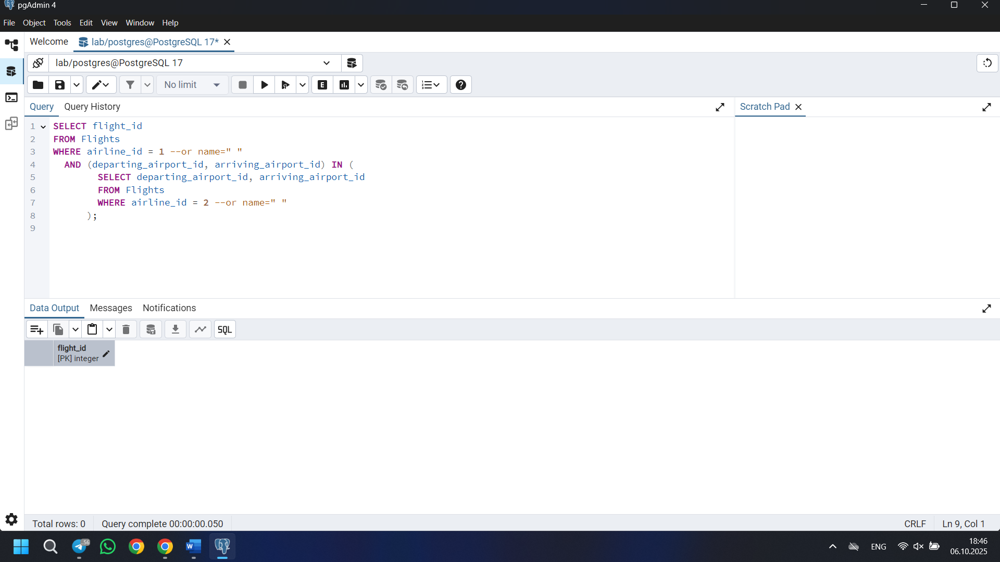 pgAdmin 4
File Object Tools Edit View Window Help
Welcome lab/postgres@PostgreSQL 17*
lab/postgres@PostgreSQL 17
No limit
E
Query Query History
Scratch Pad
1 SELECT flight_id
2 FROM Flights
3 WHERE airline_id = 1 --or name=" "
4 AND (departing_airport_id, arriving_airport_id) IN (
5 SELECT departing_airport_id, arriving_airport_id
6 FROM Flights
7 WHERE airline_id = 2 --or name=" "
8 );
9
Data Output Messages Notifications
SQL
flight_id
[PK] integer
Total rows: 0 Query complete 00:00:00.050 CRLF Ln 9, Col 1
..56
W
ENG
18:46
06.10.2025